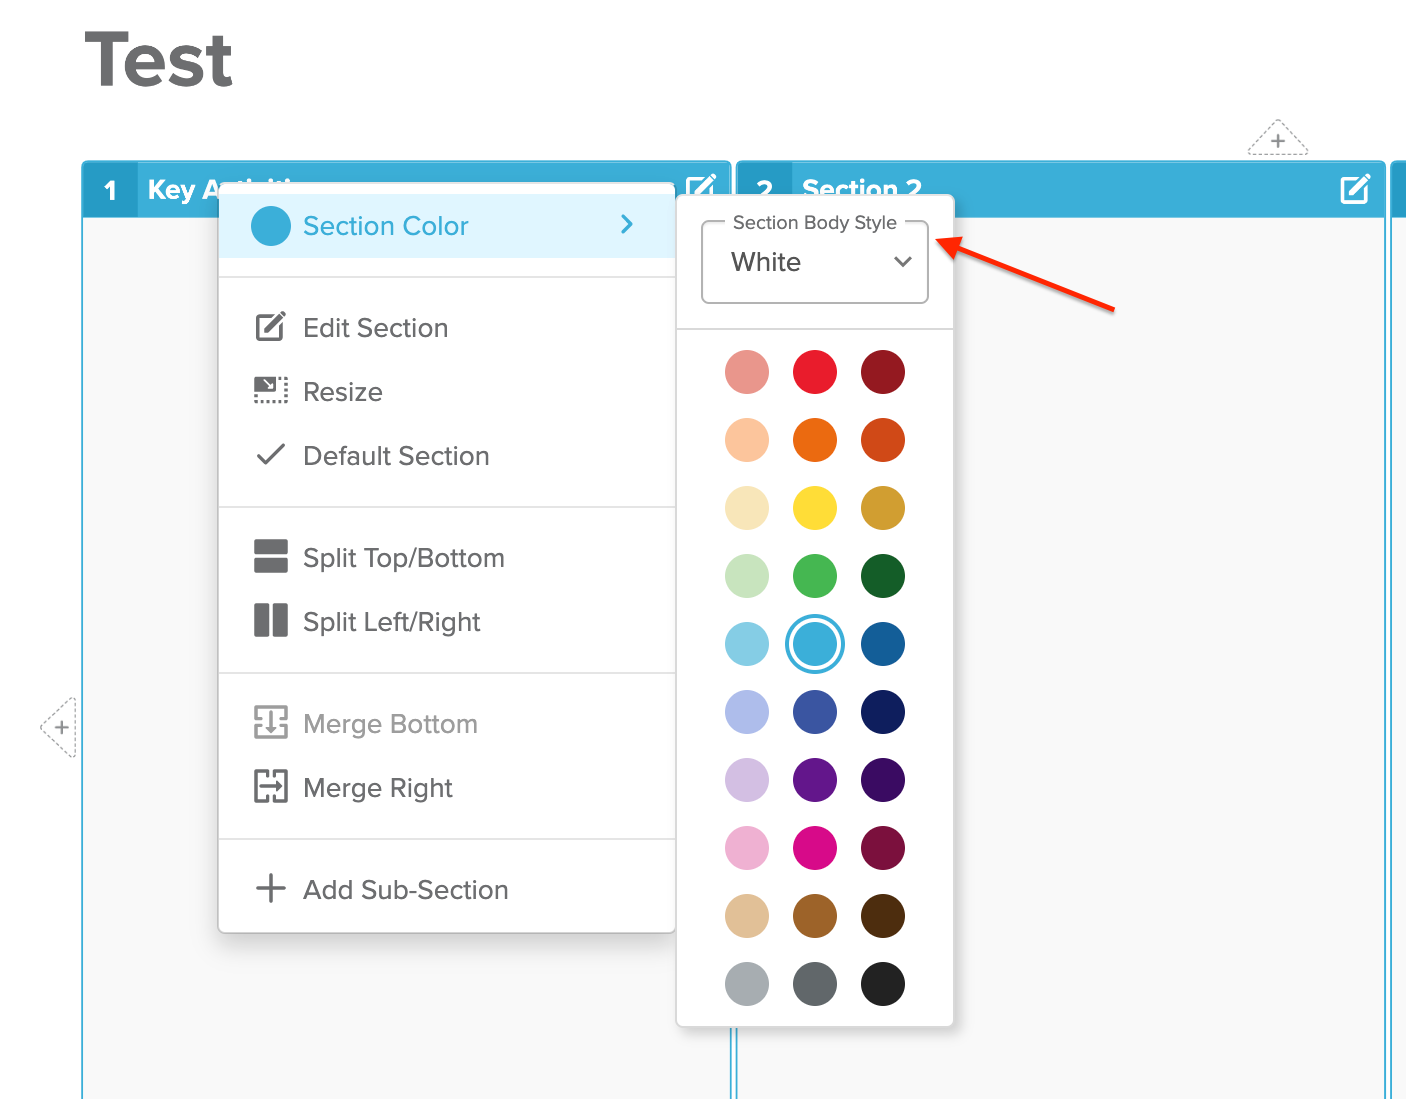 Test
1 Key
2 Section 2
Section Color
Section Body Style
White
Edit Section
Resize
Default Section
Split Top/Bottom
Split Left/Right
Merge Bottom
Merge Right
Add Sub-Section